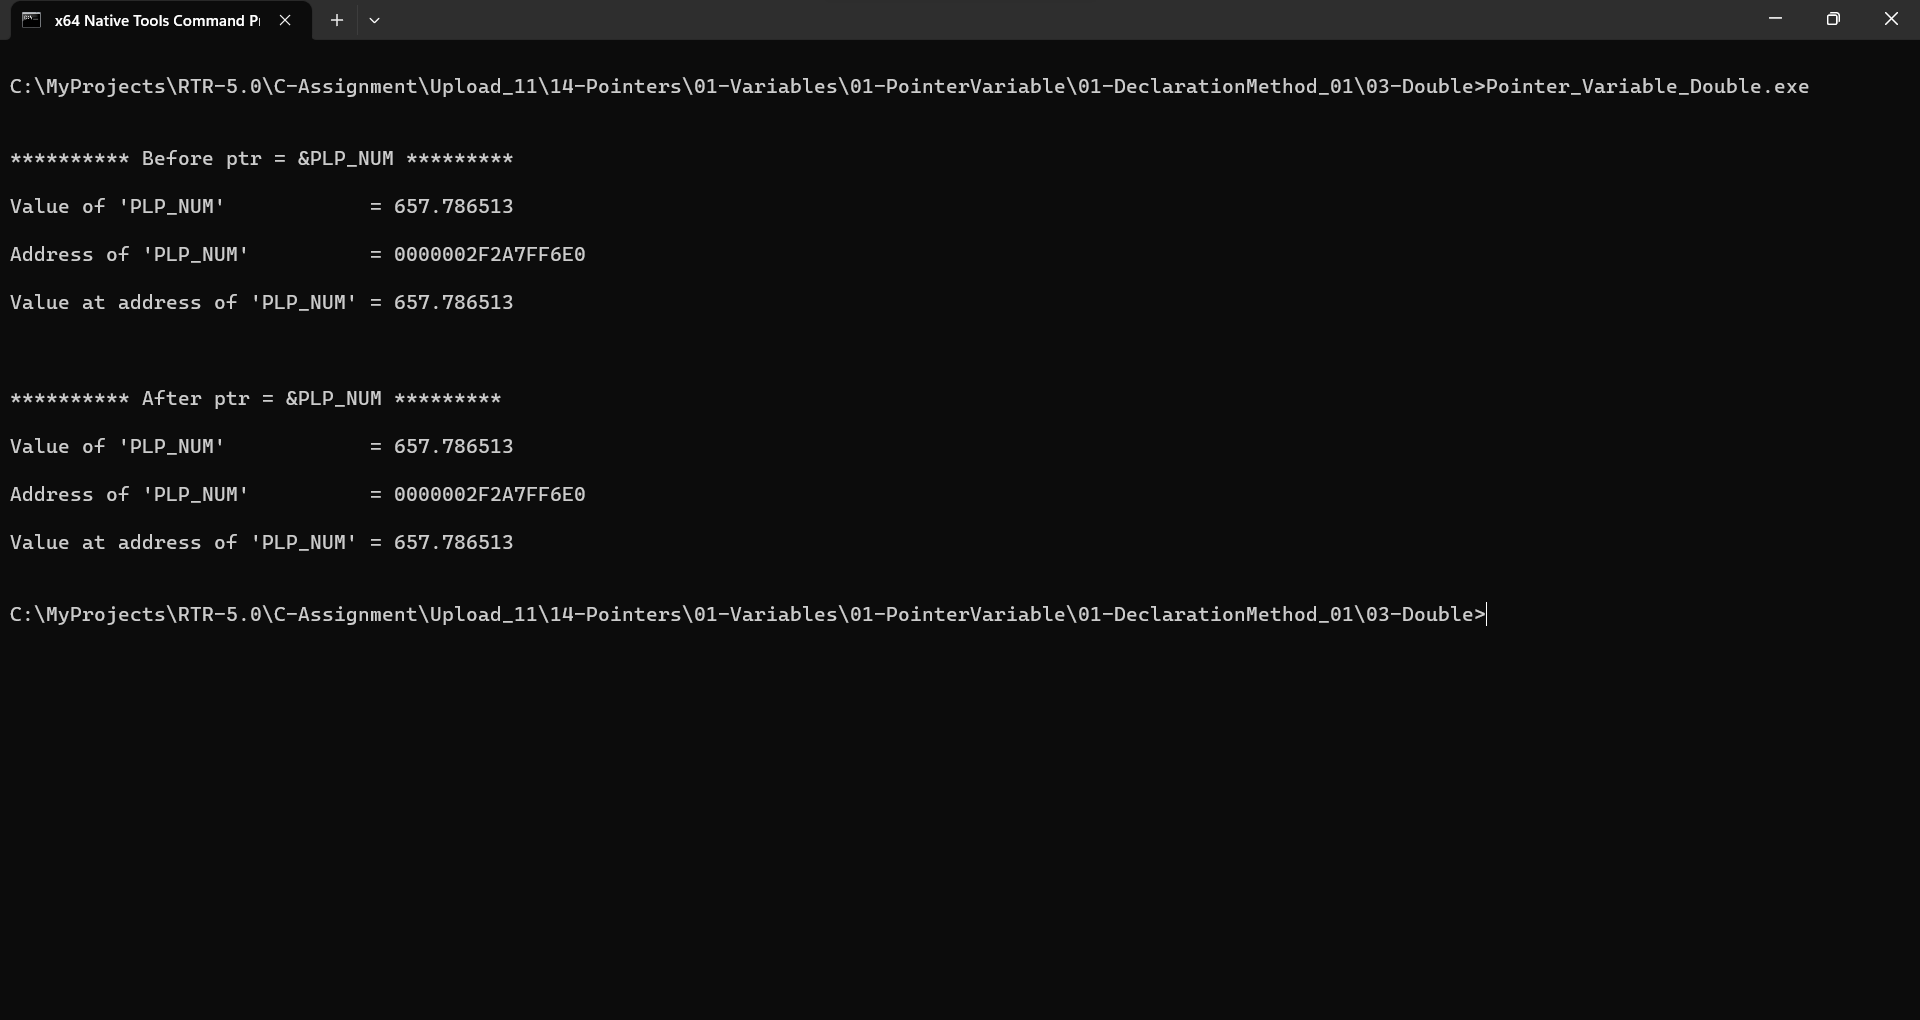 x64 Native Tools Command P
C:\MyProjects\RTR-5.0\C-Assignment\Upload_11\14-Pointers\01-Variables\01-PointerVariable\01-DeclarationMethod_01\03-Double>Pointer_Variable_Double.exe
********** Before ptr = &PLP_NUM *********
Value of 'PLP_NUM'            = 657.786513
Address of 'PLP_NUM'          = 0000002F2A7FF6E0
Value at address of 'PLP_NUM' = 657.786513
********** After ptr = &PLP_NUM *********
Value of 'PLP_NUM'            = 657.786513
Address of 'PLP_NUM'          = 0000002F2A7FF6E0
Value at address of 'PLP_NUM' = 657.786513
C:\MyProjects\RTR-5.0\C-Assignment\Upload_11\14-Pointers\01-Variables\01-PointerVariable\01-DeclarationMethod_01\03-Double>